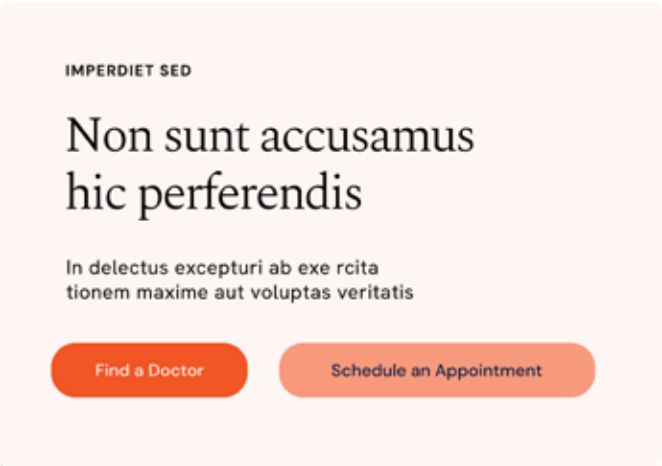 IMPERDIET SED
Non sunt accusamus
hic perferendis
In delectus excepturi ab exe rcita
tionem maxime aut voluptas veritatis
Find a Doctor
Schedule an Appointment